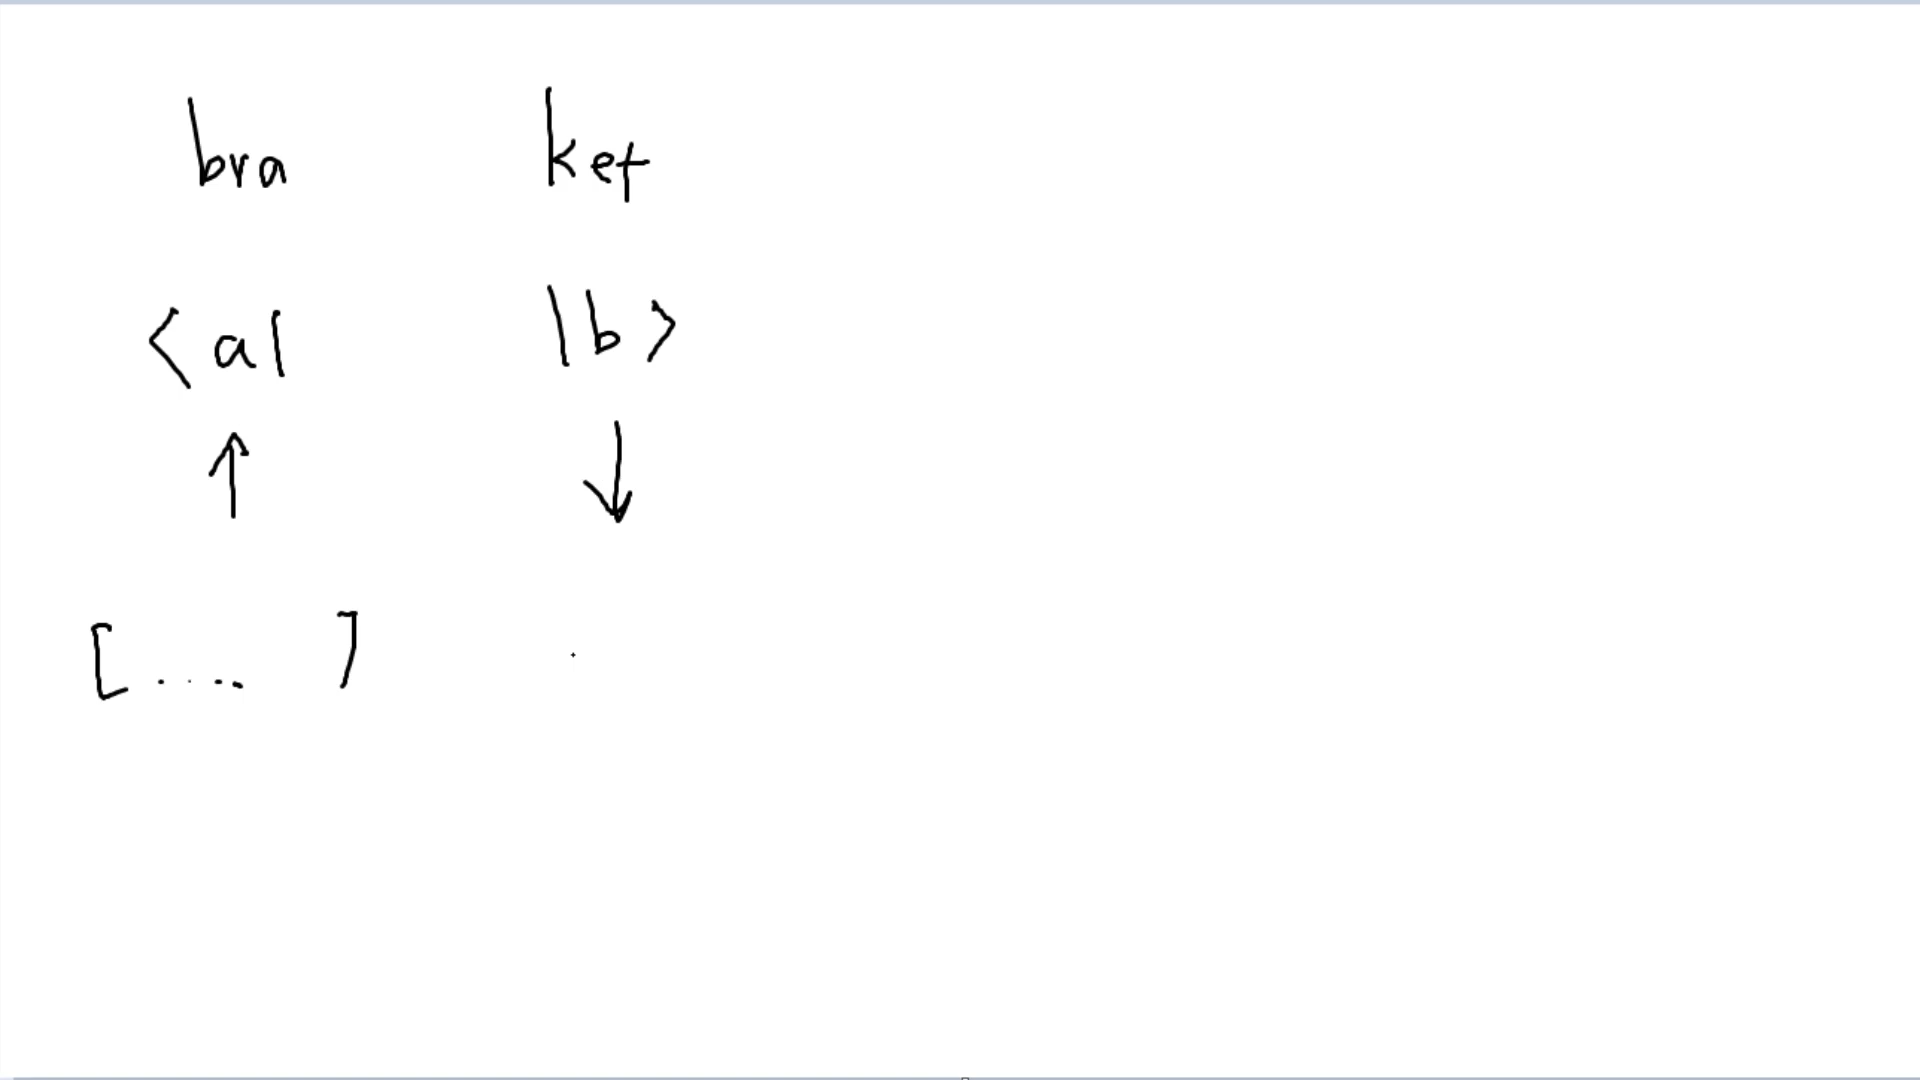 bra ket
<a| |b>
↑ ↓
[.... ]